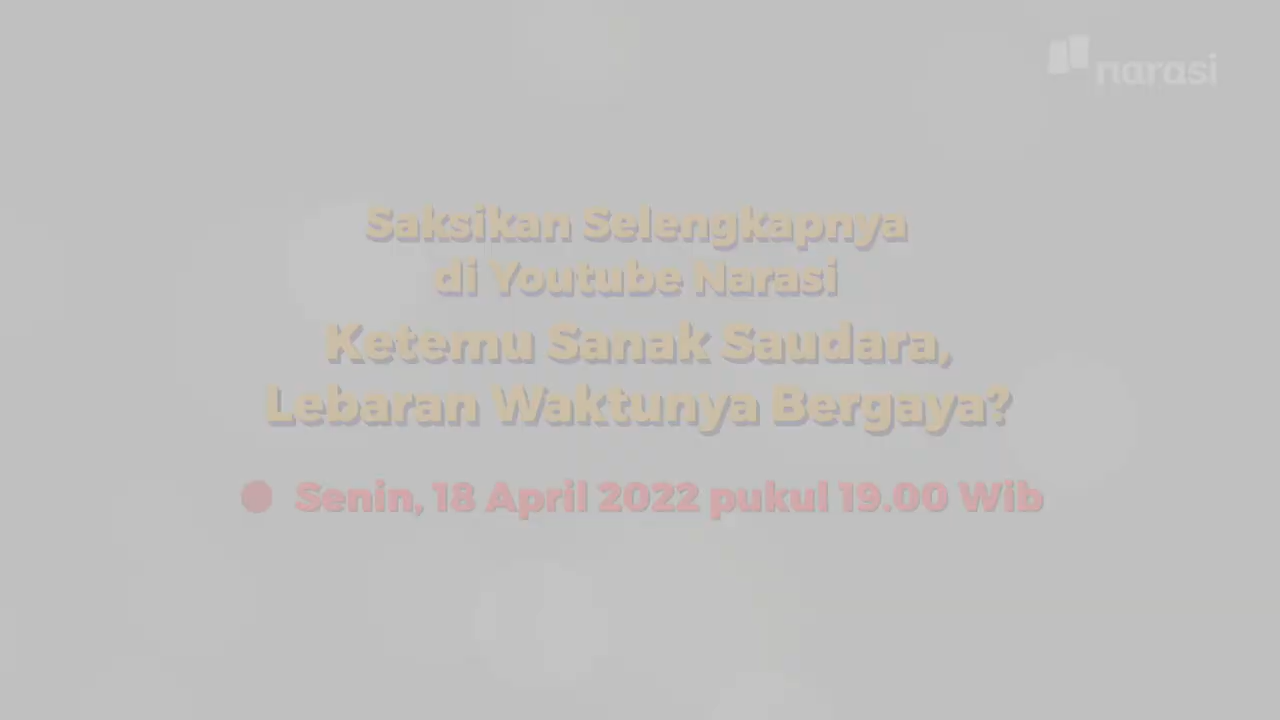 narasi
Saksikan Selengkapnya
di Youtube Narasi
Ketemu Sanak Saudara,
Lebaran Waktunya Bergaya?
Senin, 18 April 2022 pukul 19.00 Wib